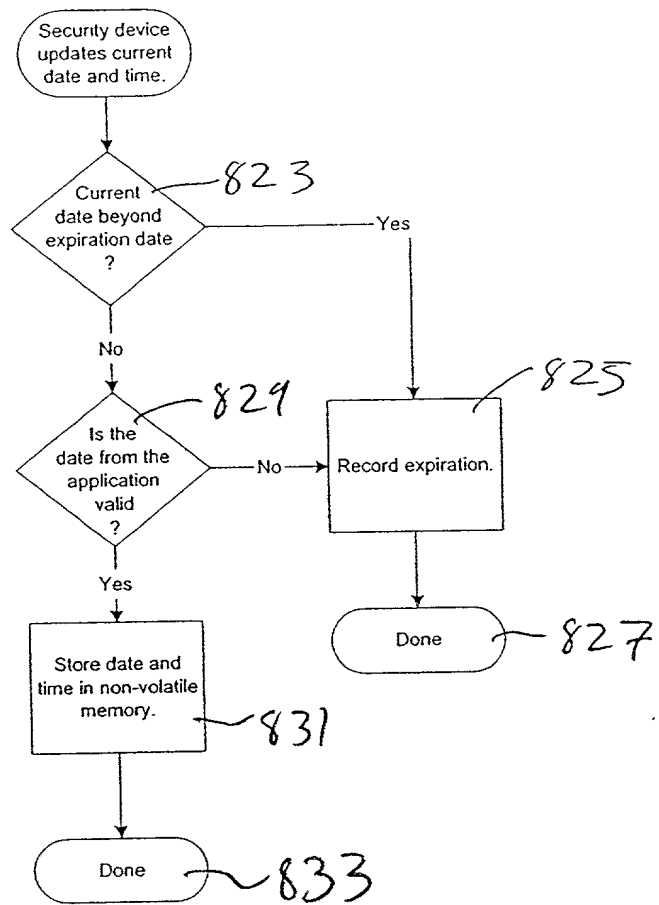 Security device
updates current
date and time.
823
Current
date beyond
expiration date
?
Yes
No
829
Is the
date from the
application
valid
?
No
825
Record expiration.
Yes
Done
827
Store date and
time in non-volatile
memory.
831
Done
833